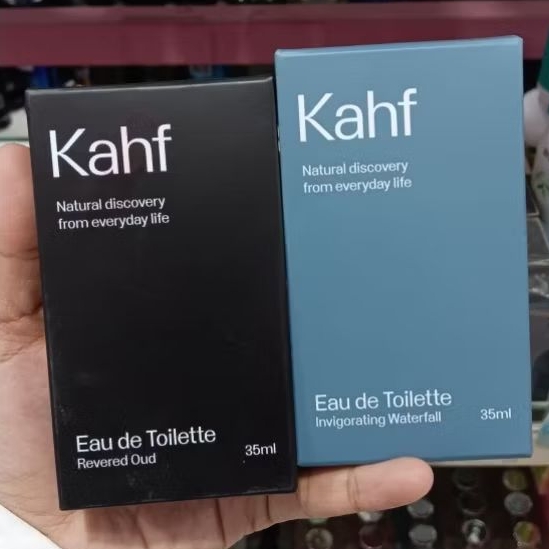 Kahf
Natural discovery
from everyday life
Eau de Toilette
Revered Oud
35ml
Kahf
Natural discovery
from everyday life
Eau de Toilette
Invigorating Waterfall
35ml